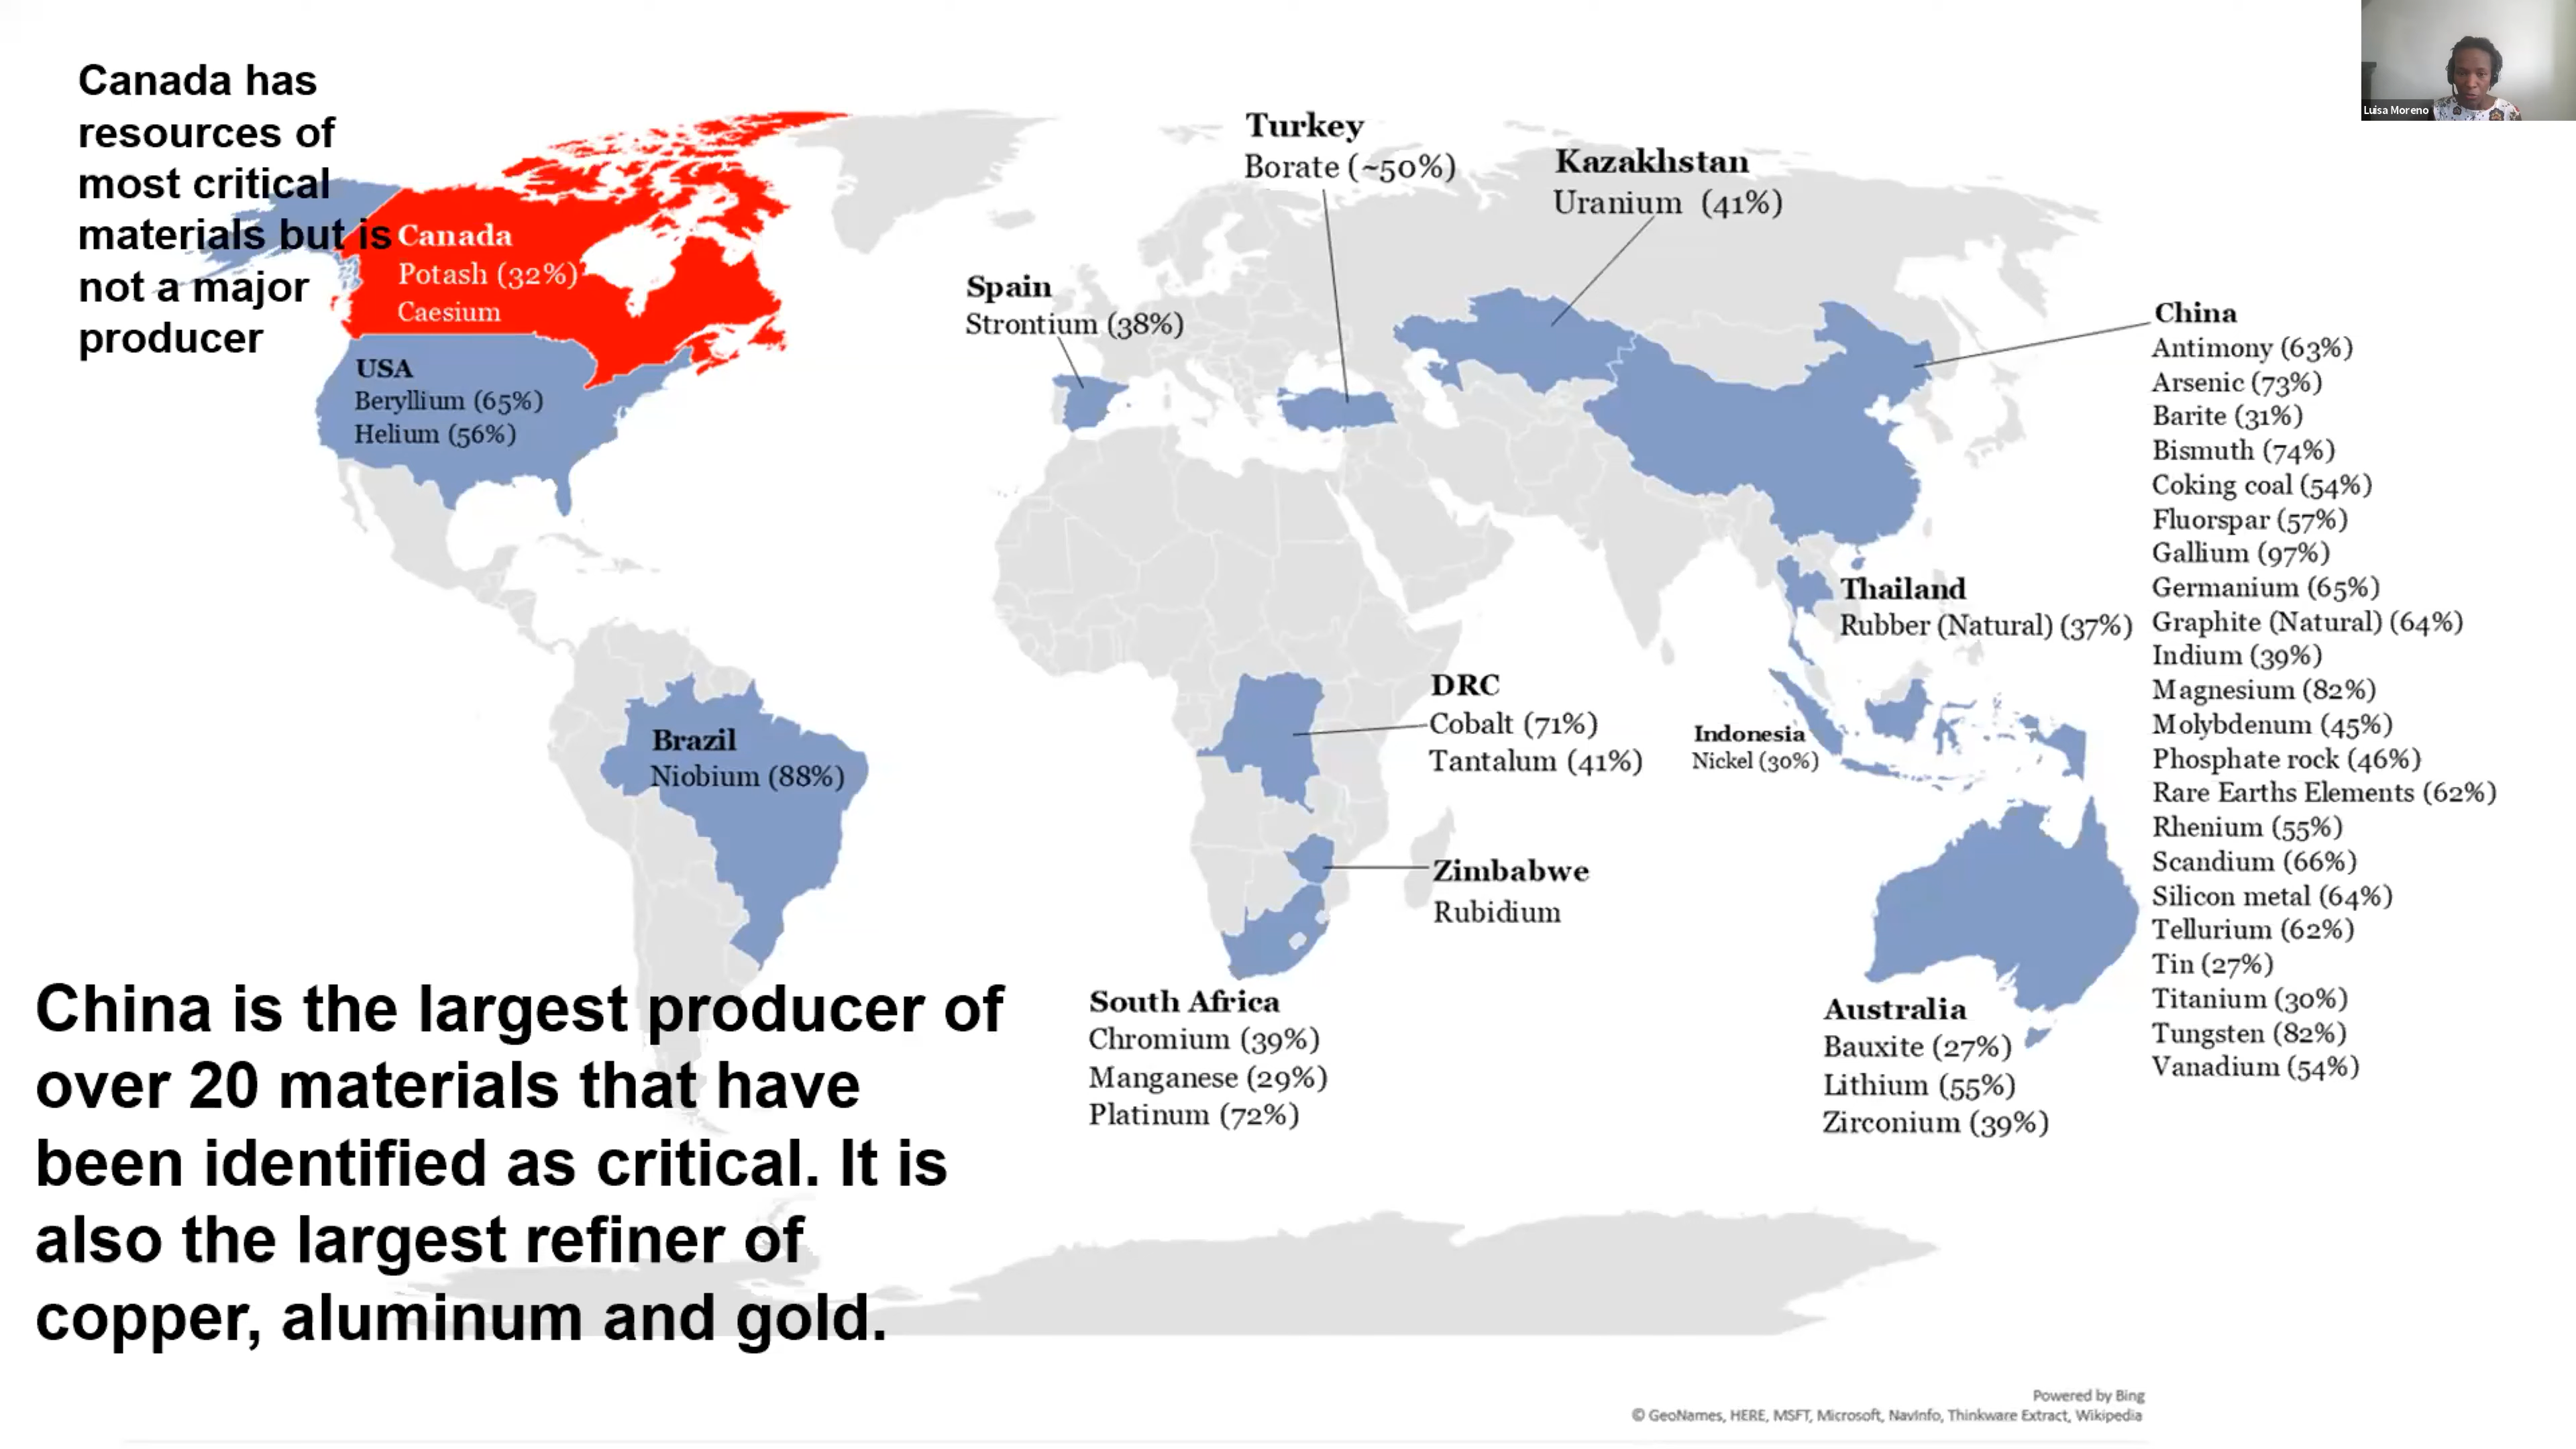 Canada has
resources of
most critical
materials but is
not a major
producer
Luisa Moreno
Canada
Potash (32%)
Caesium
USA
Beryllium (65%)
Helium (56%)
Turkey
Borate (~50%)
Kazakhstan
Uranium (41%)
Spain
Strontium (38%)
China
Antimony (63%)
Arsenic (73%)
Barite (31%)
Bismuth (74%)
Coking coal (54%)
Fluorspar (57%)
Gallium (97%)
Germanium (65%)
Graphite (Natural) (64%)
Indium (39%)
Magnesium (82%)
Molybdenum (45%)
Phosphate rock (46%)
Rare Earths Elements (62%)
Rhenium (55%)
Scandium (66%)
Silicon metal (64%)
Tellurium (62%)
Tin (27%)
Titanium (30%)
Tungsten (82%)
Vanadium (54%)
Thailand
Rubber (Natural) (37%)
Brazil
Niobium (88%)
DRC
Cobalt (71%)
Tantalum (41%)
Indonesia
Nickel (30%)
Zimbabwe
Rubidium
South Africa
Chromium (39%)
Manganese (29%)
Platinum (72%)
Australia
Bauxite (27%)
Lithium (55%)
Zirconium (39%)
China is the largest producer of
over 20 materials that have
been identified as critical. It is
also the largest refiner of
copper, aluminum and gold.
Powered by Bing
© GeoNames, HERE, MSFT, Microsoft, NavInfo, Thinkware Extract, Wikipedia